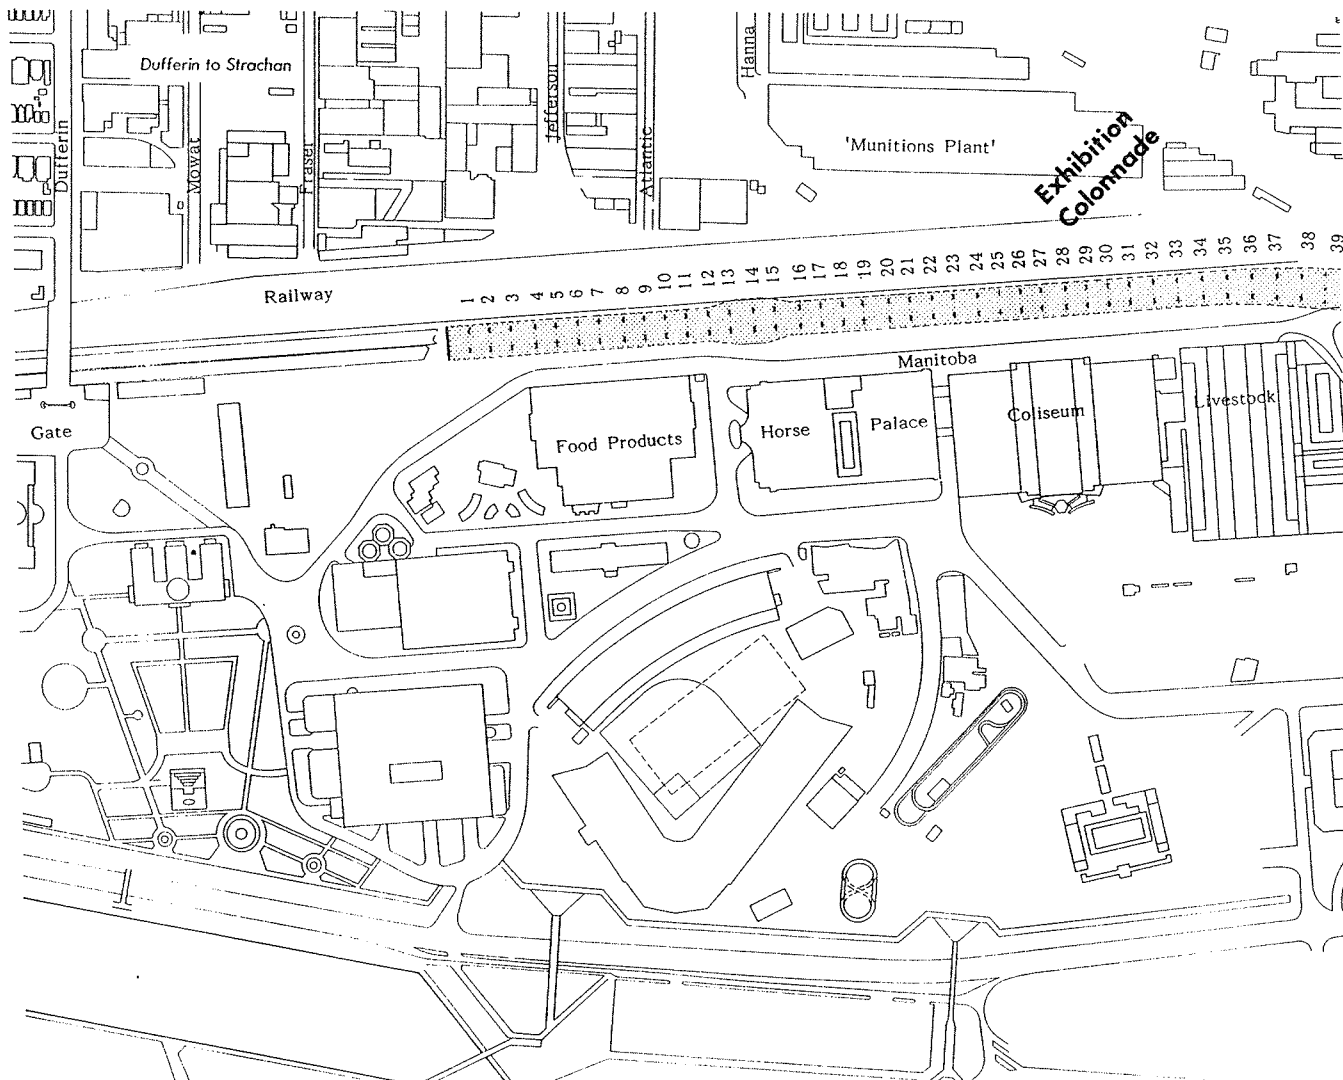 Dufferin to Strachan
Dufferin
Mowat
Fraser
Jefferson
Atlantic
Hanna
'Munitions Plant'
Exhibition
Colonnade
Railway
1 2 3 4 5 6 7 8 9 10 11 12 13 14 15 16 17 18 19 20 21 22 23 24 25 26 27 28 29 30 31 32 33 34 35 36 37 38 39
Manitoba
Gate
Food Products
Horse
Palace
Coliseum
Livestock